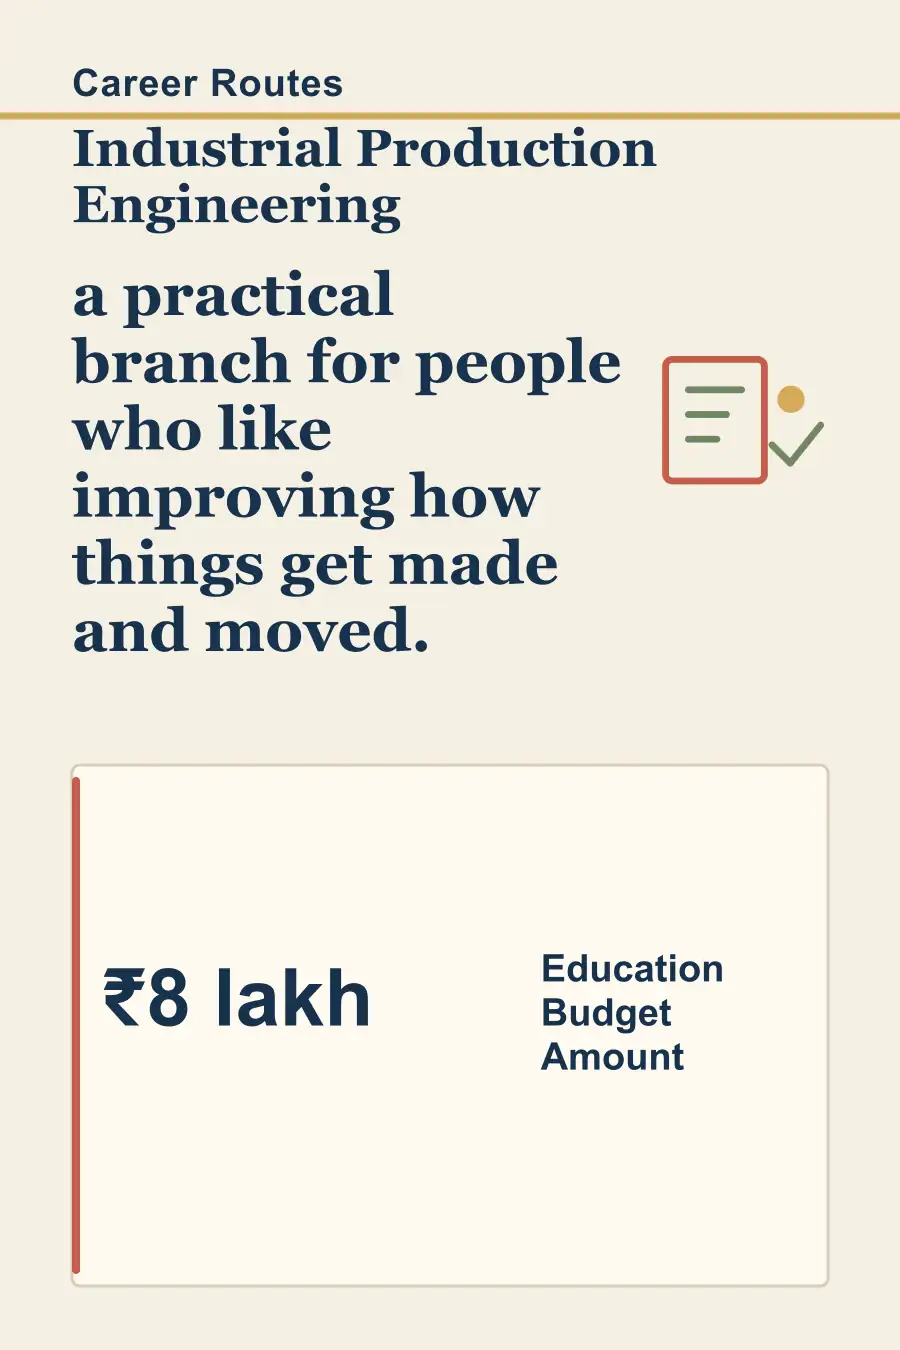 Career Routes
Industrial Production
Engineering
a practical
branch for people
who like
improving how
things get made
and moved.
₹8 lakh
Education
Budget
Amount